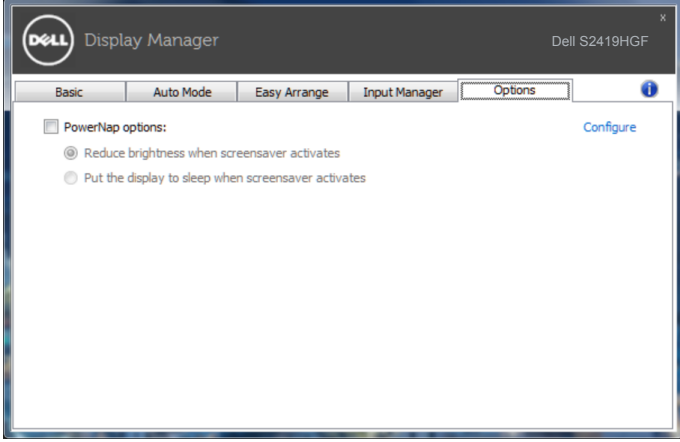 DELL Display Manager
Dell S2419HGF
x
Basic Auto Mode Easy Arrange Input Manager Options i
PowerNap options: Configure
Reduce brightness when screensaver activates
Put the display to sleep when screensaver activates